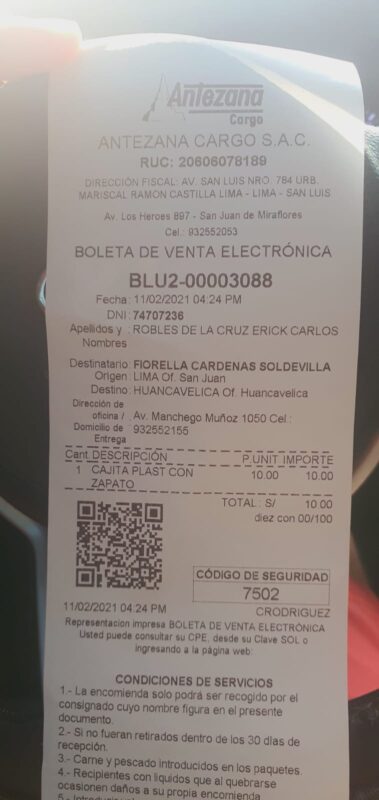 Antezana
Cargo
ANTEZANA CARGO S.A.C.
RUC: 20606078189
DIRECCIÓN FISCAL: AV. SAN LUIS NRO. 784 URB.
MARISCAL RAMON CASTILLA LIMA - LIMA - SAN LUIS
Av. Los Heroes 897 - San Juan de Miraflores
Cel.: 932552053
BOLETA DE VENTA ELECTRÓNICA
BLU2-00003088
Fecha: 11/02/2021 04:24 PM
DNI: 74707236
Apellidos y : ROBLES DE LA CRUZ ERICK CARLOS
Nombres
Destinatario: FIORELLA CARDENAS SOLDEVILLA
Origen: LIMA Of. San Juan
Destino: HUANCAVELICA Of. Huancavelica
Dirección de
oficina / : Av. Manchego Muñoz 1050 Cel.:
Domicilio de 932552155
Entrega
Cant. DESCRIPCIÓN P.UNIT IMPORTE
1 CAJITA PLAST CON 10.00 10.00
ZAPATO
TOTAL: S/ 10.00
diez con 00/100
CÓDIGO DE SEGURIDAD
7502
11/02/2021 04:24 PM CRODRIGUEZ
Representacion impresa BOLETA DE VENTA ELECTRÓNICA
Usted puede consultar su CPE. desde su Clave SOL o
ingresando a la página web:
CONDICIONES DE SERVICIOS
1.- La encomienda solo podrá ser recogido por el
consignado cuyo nombre figura en el presente
documento.
2.- Si no fueran retirados dentro de los 30 días de
recepción.
3.- Carne y pescado introducidos en los paquetes.
4.- Recipientes con liquidos que al quebrarse
ocasionen daños a su propia encomienda